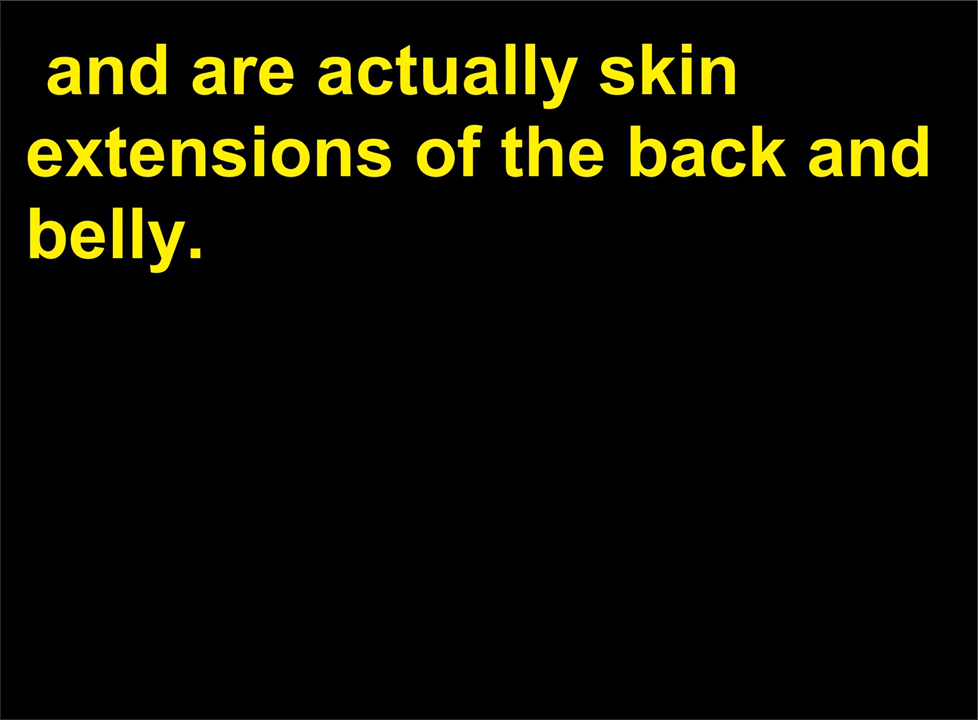 and are actually skin
extensions of the back and
belly.